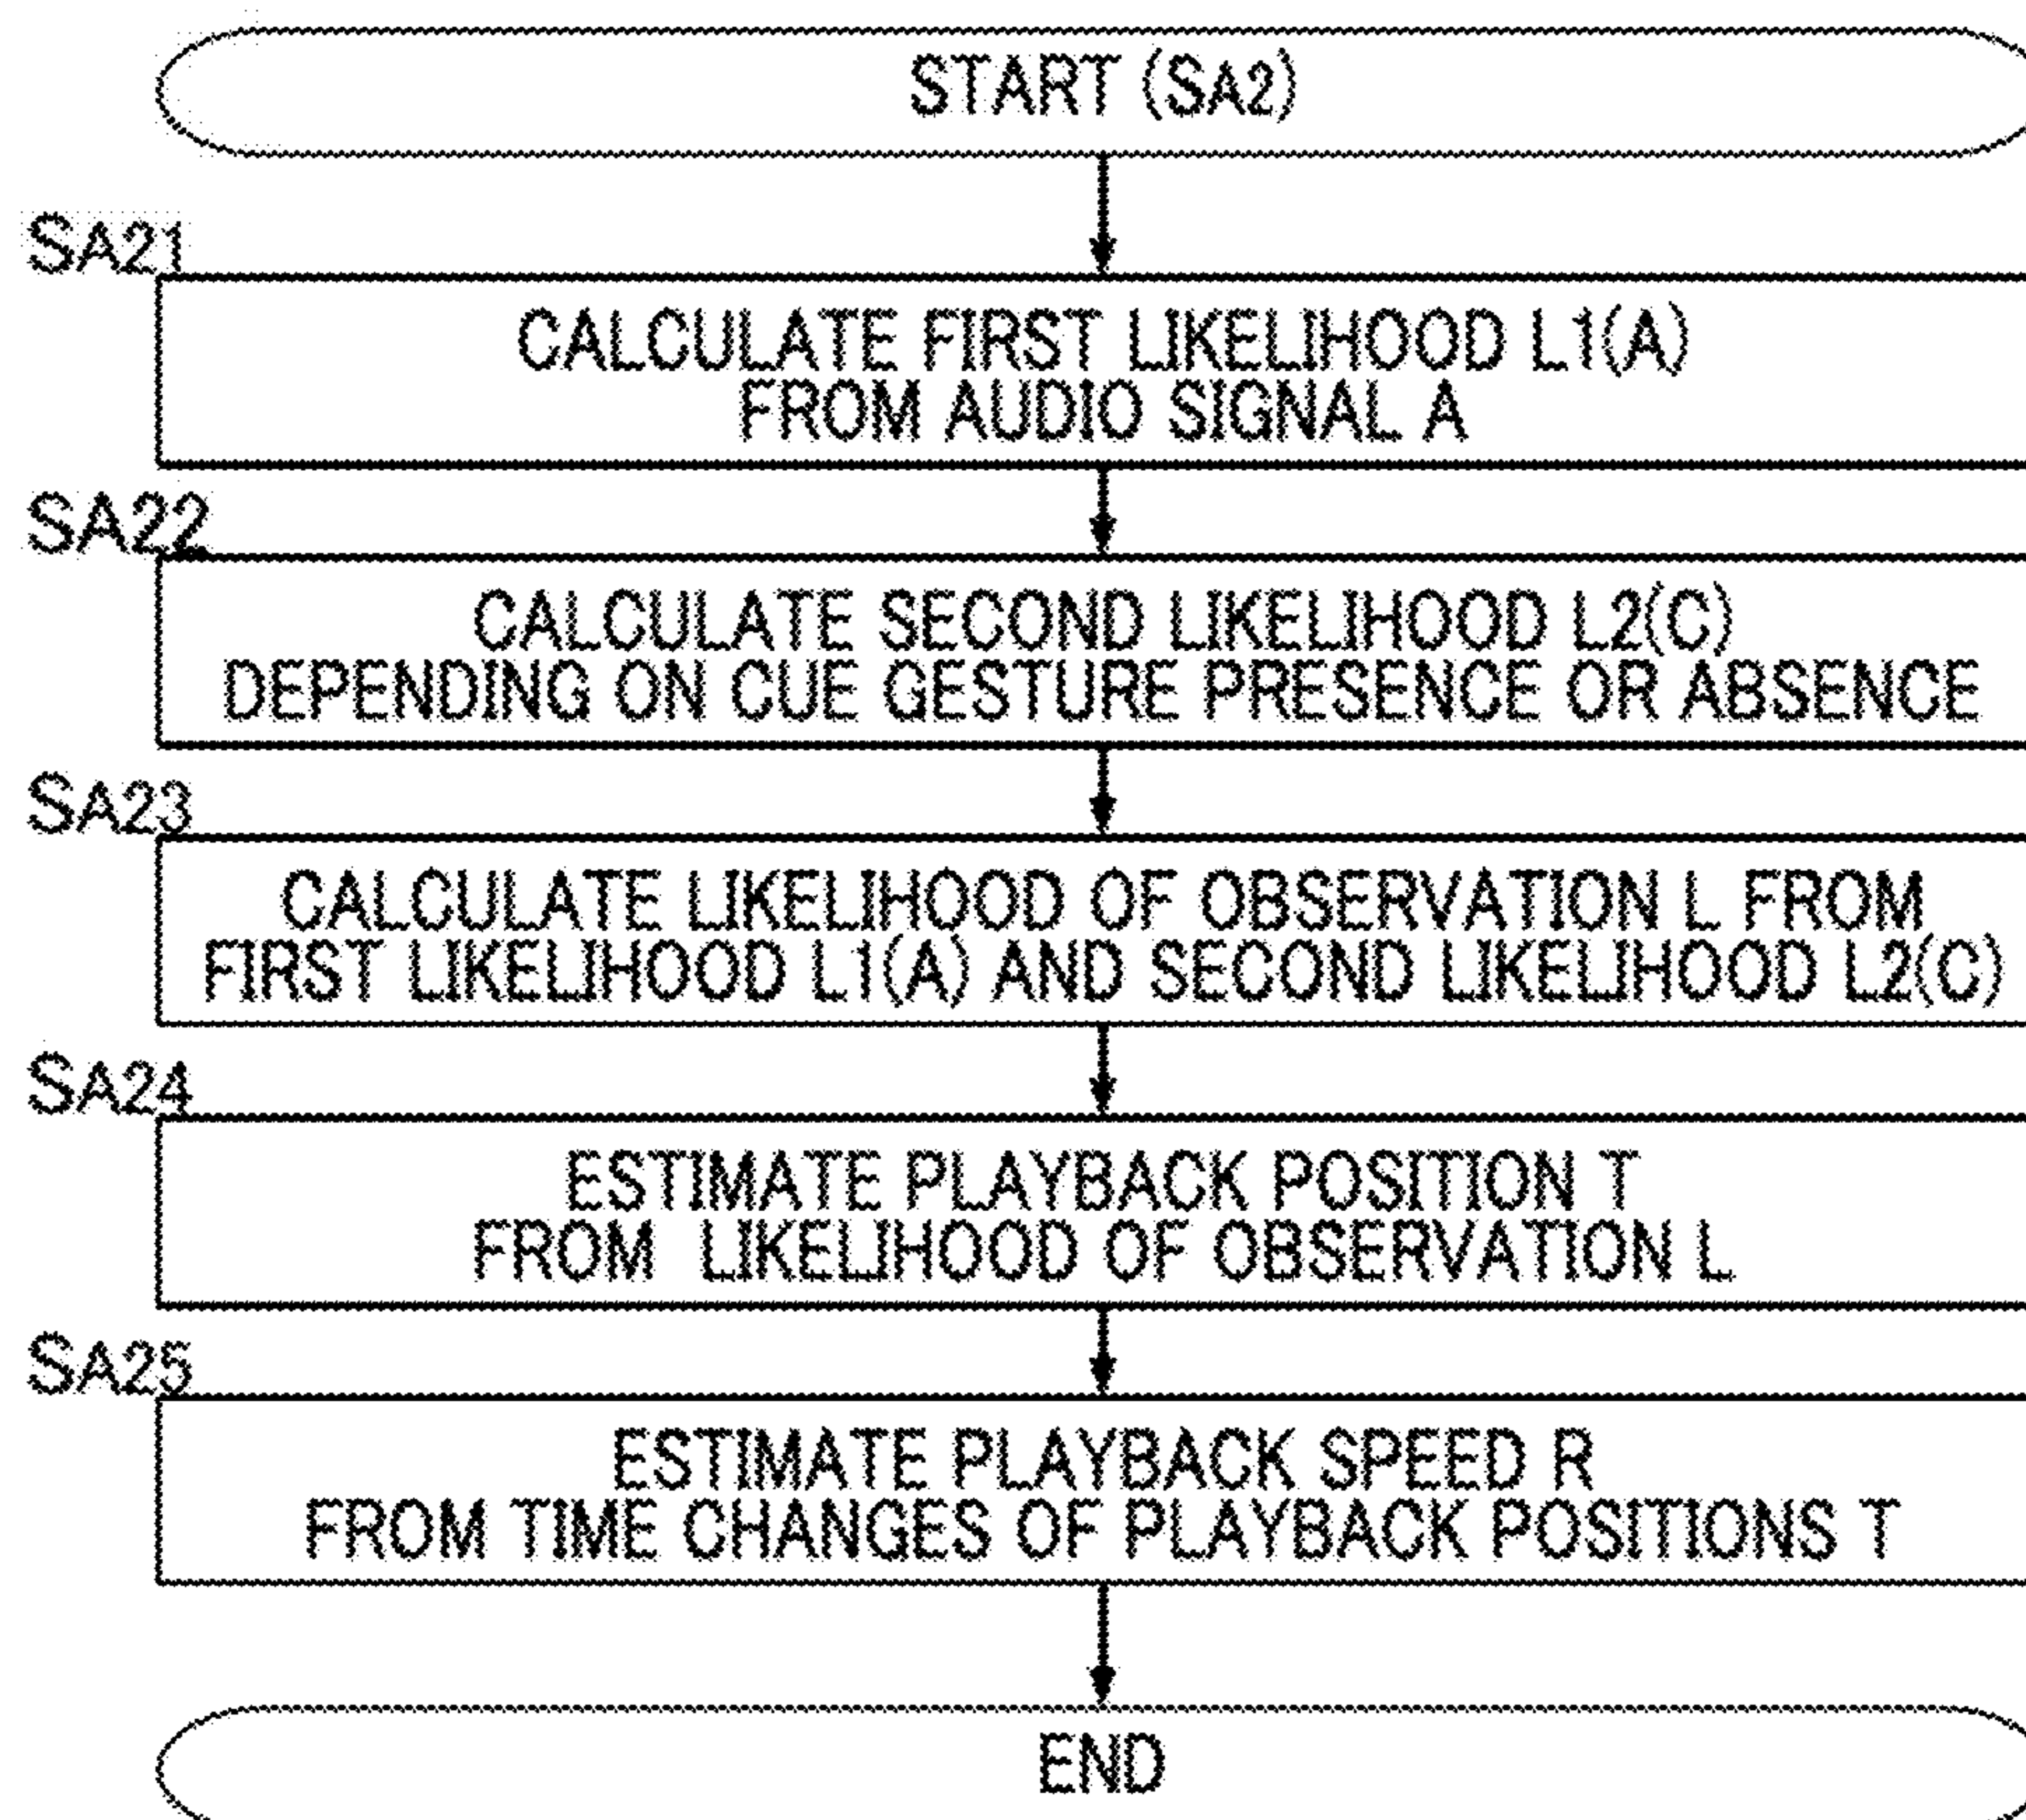 START (SA2)
SA21
CALCULATE FIRST LIKELIHOOD L1(A)
FROM AUDIO SIGNAL A
SA22
CALCULATE SECOND LIKELIHOOD L2(C)
DEPENDING ON CUE GESTURE PRESENCE OR ABSENCE
SA23
CALCULATE LIKELIHOOD OF OBSERVATION L FROM
FIRST LIKELIHOOD L1(A) AND SECOND LIKELIHOOD L2(C)
SA24
ESTIMATE PLAYBACK POSITION T
FROM LIKELIHOOD OF OBSERVATION L
SA25
ESTIMATE PLAYBACK SPEED R
FROM TIME CHANGES OF PLAYBACK POSITIONS T
END